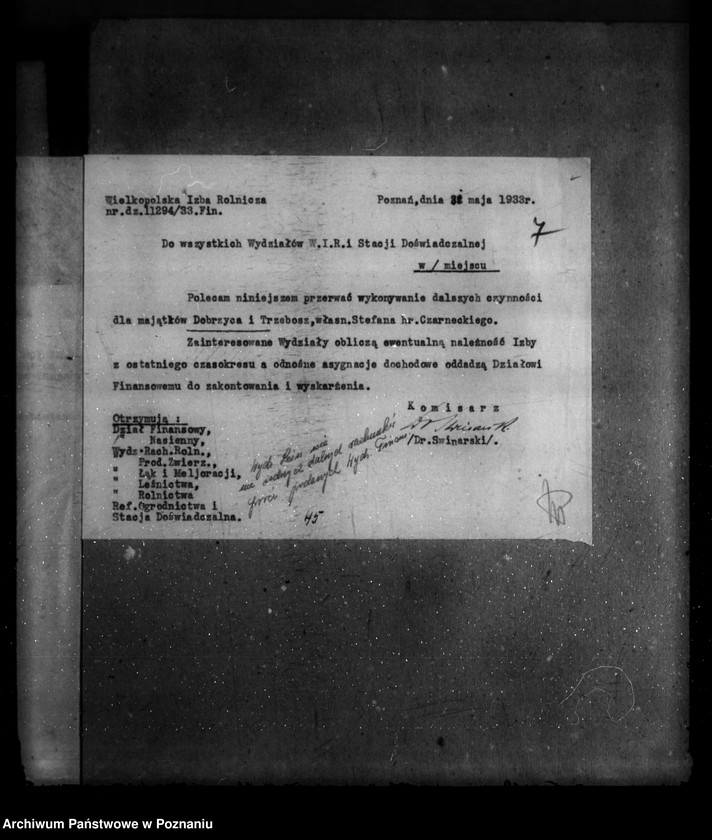 Wielkopolska Izba Rolnicza
nr.dz.11294/33.Fin.
Poznań,dnia maja 1933r.
7
Do wszystkich Wydziałów W.I.R.i Stacji Doświadczalnej
w / miejscu
Polecam niniejszem przerwać wykonywanie dalszych czynności
dla majątków Dobrzyca i Trzebosz,własn.Stefana hr.Czarneckiego.
Zainteresowane Wydziały obliczą ewentualną należność Izby
z ostatniego czasokresu a odnośne asygnacje dochodowe oddadzą Działowi
Finansowemu do zakontowania i wyskarżenia.
Komisarz
/Dr.Swinarski/.
Otrzymują :
Dział Finansowy,
" Nasienny,
Wydz.Rach.Roln.,
" Prod.Zwierz.,
" Łąk i Meljoracji,
" Leśnictwa,
" Rolnictwa
Ref.Ogrodnictwa i
Stacja Doświadczalna.
45
Archiwum Państwowe w Poznaniu